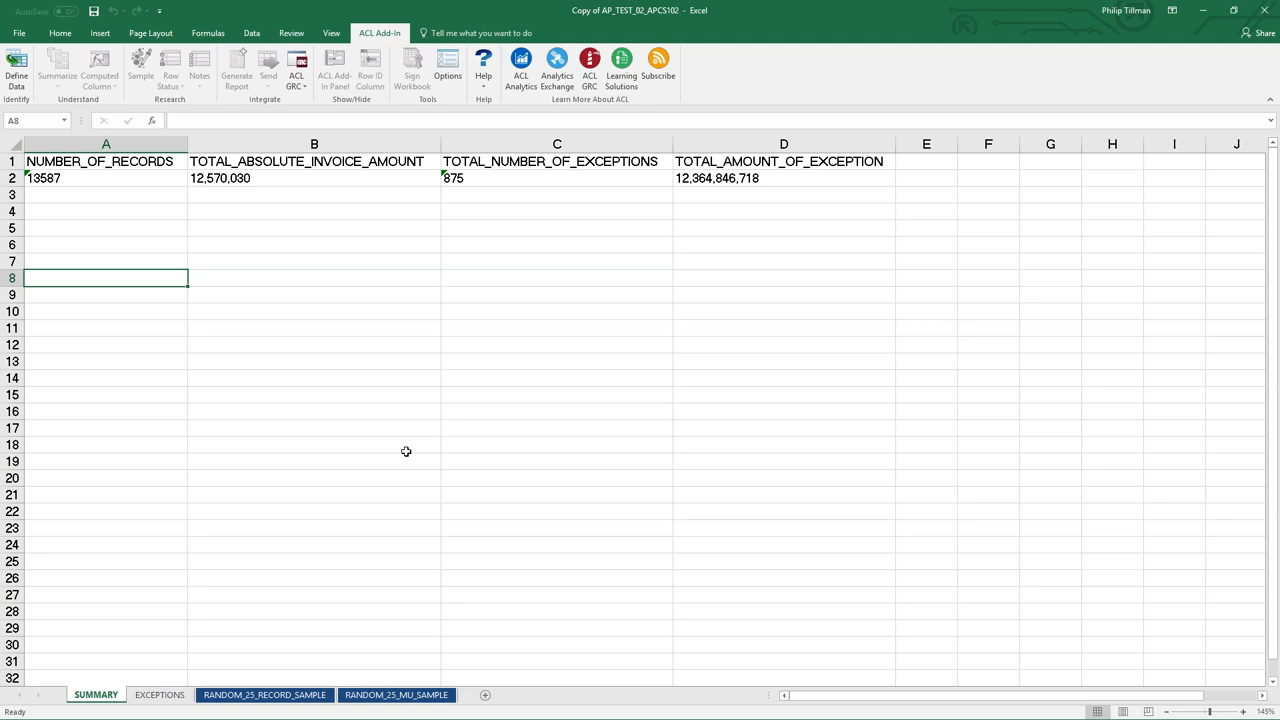 AutoSave Off
Copy of AP_TEST_02_APCS102 - Excel
Philip Tillman
File Home Insert Page Layout Formulas Data Review View ACL Add-In Tell me what you want to do Share
Define Data Summarize Computed Column Sample Row Status Notes Generate Report Send ACL GRC ACL Add-In Panel Row ID Column Sign Workbook Options Help ACL Analytics Analytics Exchange ACL GRC Learning Solutions Subscribe
Identify Understand Research Integrate Show/Hide Tools Help Learn More About ACL
A8 fx
A B C D E F G H I J
1 NUMBER_OF_RECORDS TOTAL_ABSOLUTE_INVOICE_AMOUNT TOTAL_NUMBER_OF_EXCEPTIONS TOTAL_AMOUNT_OF_EXCEPTION
2 13587 12,570,030 875 12,364,846,718
3
4
5
6
7
8
9
10
11
12
13
14
15
16
17
18
19
20
21
22
23
24
25
26
27
28
29
30
31
32
SUMMARY EXCEPTIONS RANDOM_25_RECORD_SAMPLE RANDOM_25_MU_SAMPLE
Ready 145%